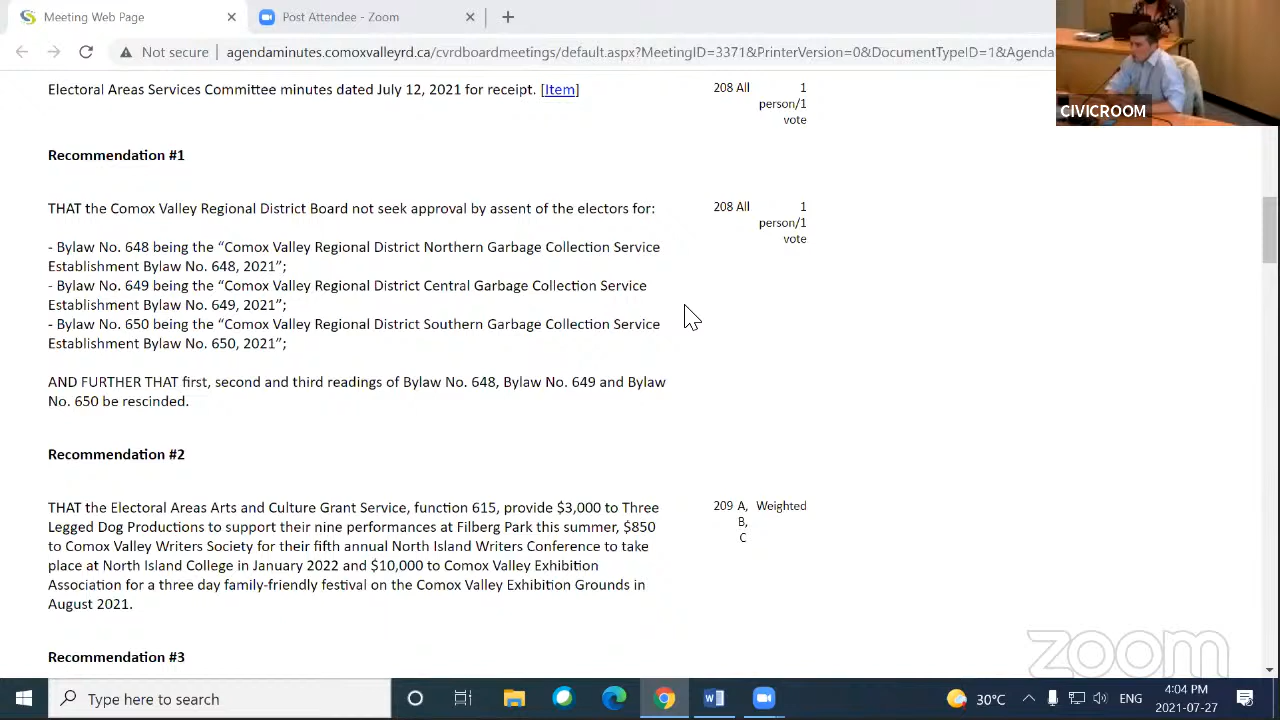 Meeting Web Page
Post Attendee - Zoom
Not secure
agendaminutes.comoxvalleyrd.ca/cvrdboardmeetings/default.aspx?MeetingID=3371&PrinterVersion=0&DocumentTypeID=1&Agenda
CIVICROOM
Electoral Areas Services Committee minutes dated July 12, 2021 for receipt. [Item]
208 All 1
person/1
vote
Recommendation #1
THAT the Comox Valley Regional District Board not seek approval by assent of the electors for:
208 All 1
person/1
vote
- Bylaw No. 648 being the “Comox Valley Regional District Northern Garbage Collection Service
Establishment Bylaw No. 648, 2021”;
- Bylaw No. 649 being the “Comox Valley Regional District Central Garbage Collection Service
Establishment Bylaw No. 649, 2021”;
- Bylaw No. 650 being the “Comox Valley Regional District Southern Garbage Collection Service
Establishment Bylaw No. 650, 2021”;
AND FURTHER THAT first, second and third readings of Bylaw No. 648, Bylaw No. 649 and Bylaw
No. 650 be rescinded.
Recommendation #2
THAT the Electoral Areas Arts and Culture Grant Service, function 615, provide $3,000 to Three
Legged Dog Productions to support their nine performances at Filberg Park this summer, $850
to Comox Valley Writers Society for their fifth annual North Island Writers Conference to take
place at North Island College in January 2022 and $10,000 to Comox Valley Exhibition
Association for a three day family-friendly festival on the Comox Valley Exhibition Grounds in
August 2021.
209 A, Weighted
B,
C
Recommendation #3
zoom
Type here to search
30°C
ENG
4:04 PM
2021-07-27